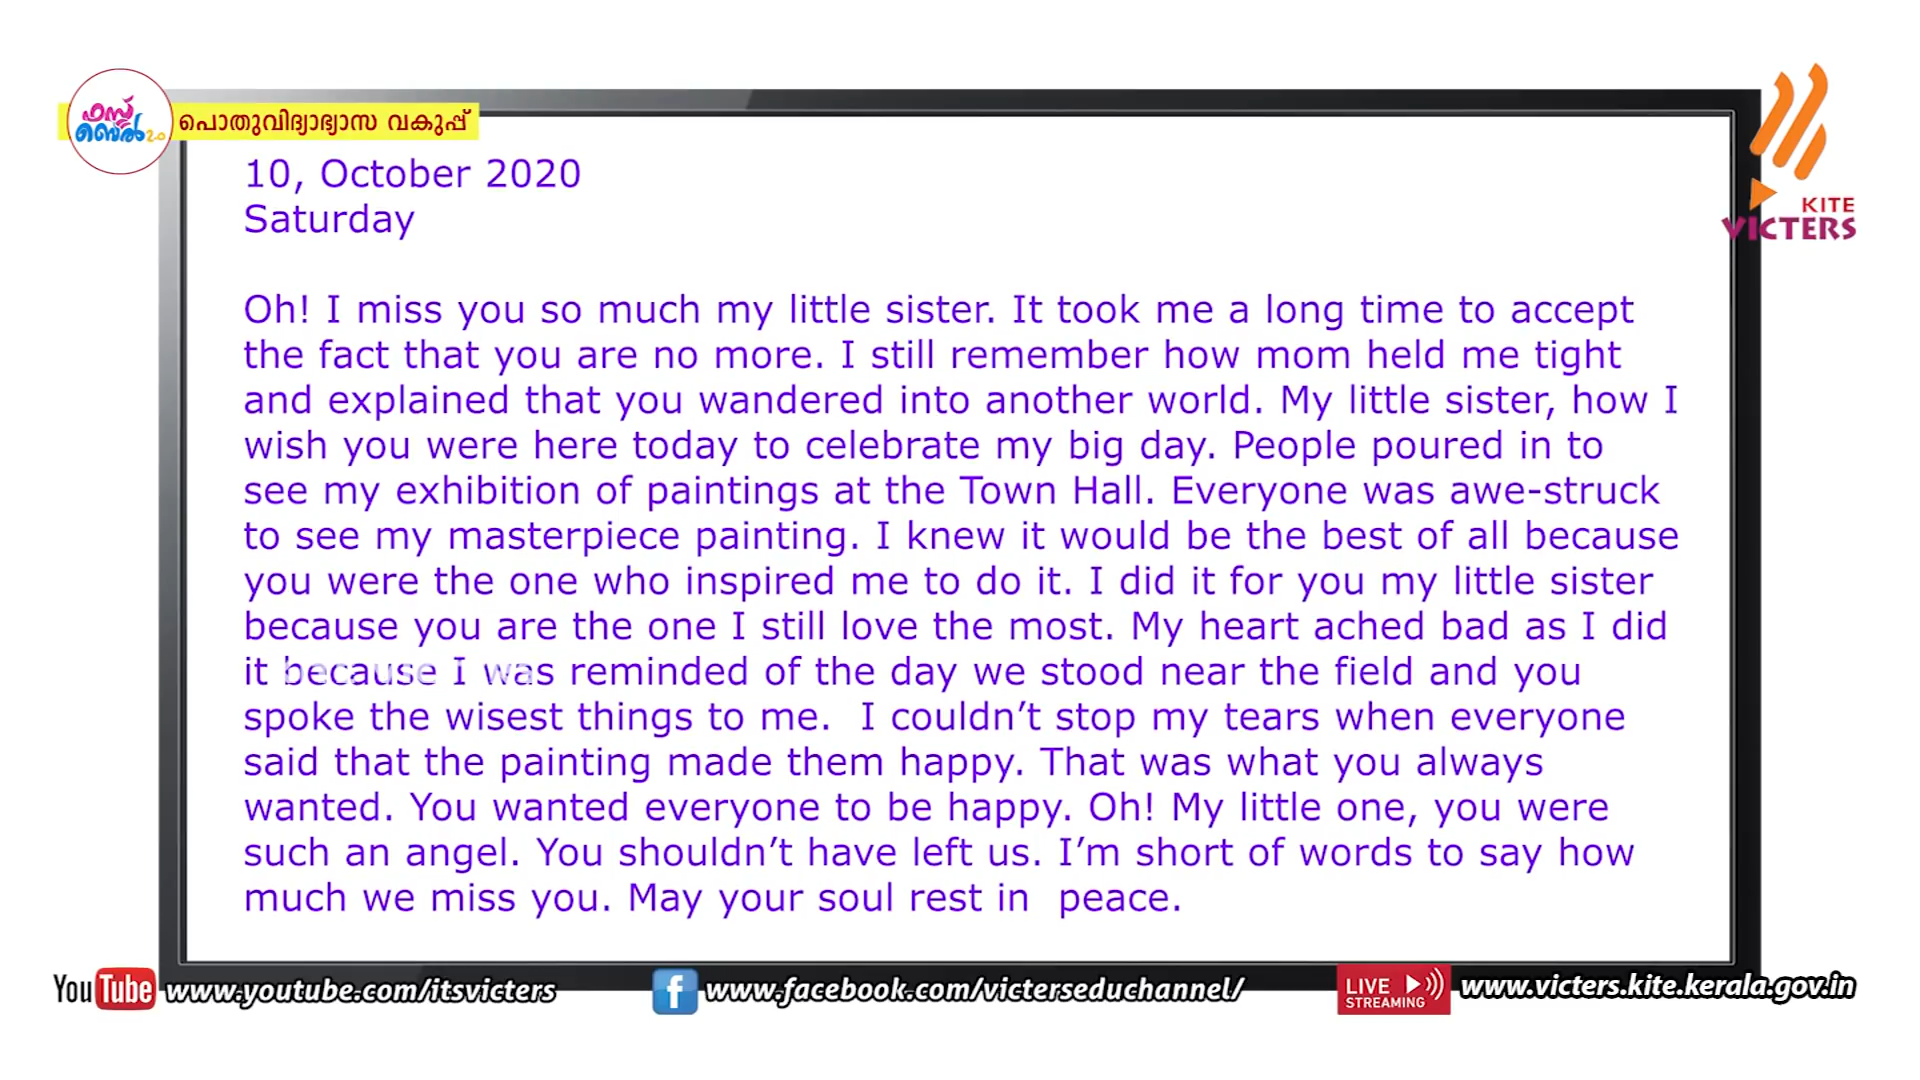 ഫസ്റ്റ്
ബെൽ 2.0
പൊതുവിദ്യാഭ്യാസ വകുപ്പ്
KITE
VICTERS
10, October 2020
Saturday
Oh! I miss you so much my little sister. It took me a long time to accept
the fact that you are no more. I still remember how mom held me tight
and explained that you wandered into another world. My little sister, how I
wish you were here today to celebrate my big day. People poured in to
see my exhibition of paintings at the Town Hall. Everyone was awe-struck
to see my masterpiece painting. I knew it would be the best of all because
you were the one who inspired me to do it. I did it for you my little sister
because you are the one I still love the most. My heart ached bad as I did
it because I was reminded of the day we stood near the field and you
spoke the wisest things to me.  I couldn’t stop my tears when everyone
said that the painting made them happy. That was what you always
wanted. You wanted everyone to be happy. Oh! My little one, you were
such an angel. You shouldn’t have left us. I’m short of words to say how
much we miss you. May your soul rest in  peace.
YouTube www.youtube.com/itsvicters
f www.facebook.com/victerseduchannel/
LIVE STREAMING www.victers.kite.kerala.gov.in